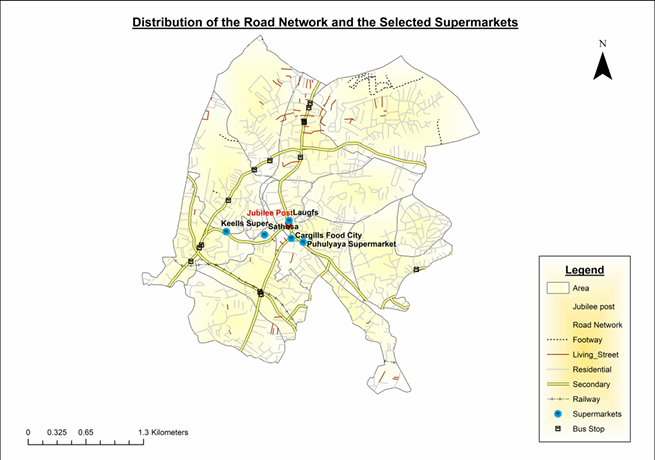 Distribution of the Road Network and the Selected Supermarkets
N
Jubilee Post
Laugfs
Keells Super
Sathosa
Cargills Food City
Puhulyaya Supermarket
Legend
Area
Jubilee post
Road Network
Footway
Living_Street
Residential
Secondary
Railway
Supermarkets
Bus Stop
0 0.325 0.65 1.3 Kilometers